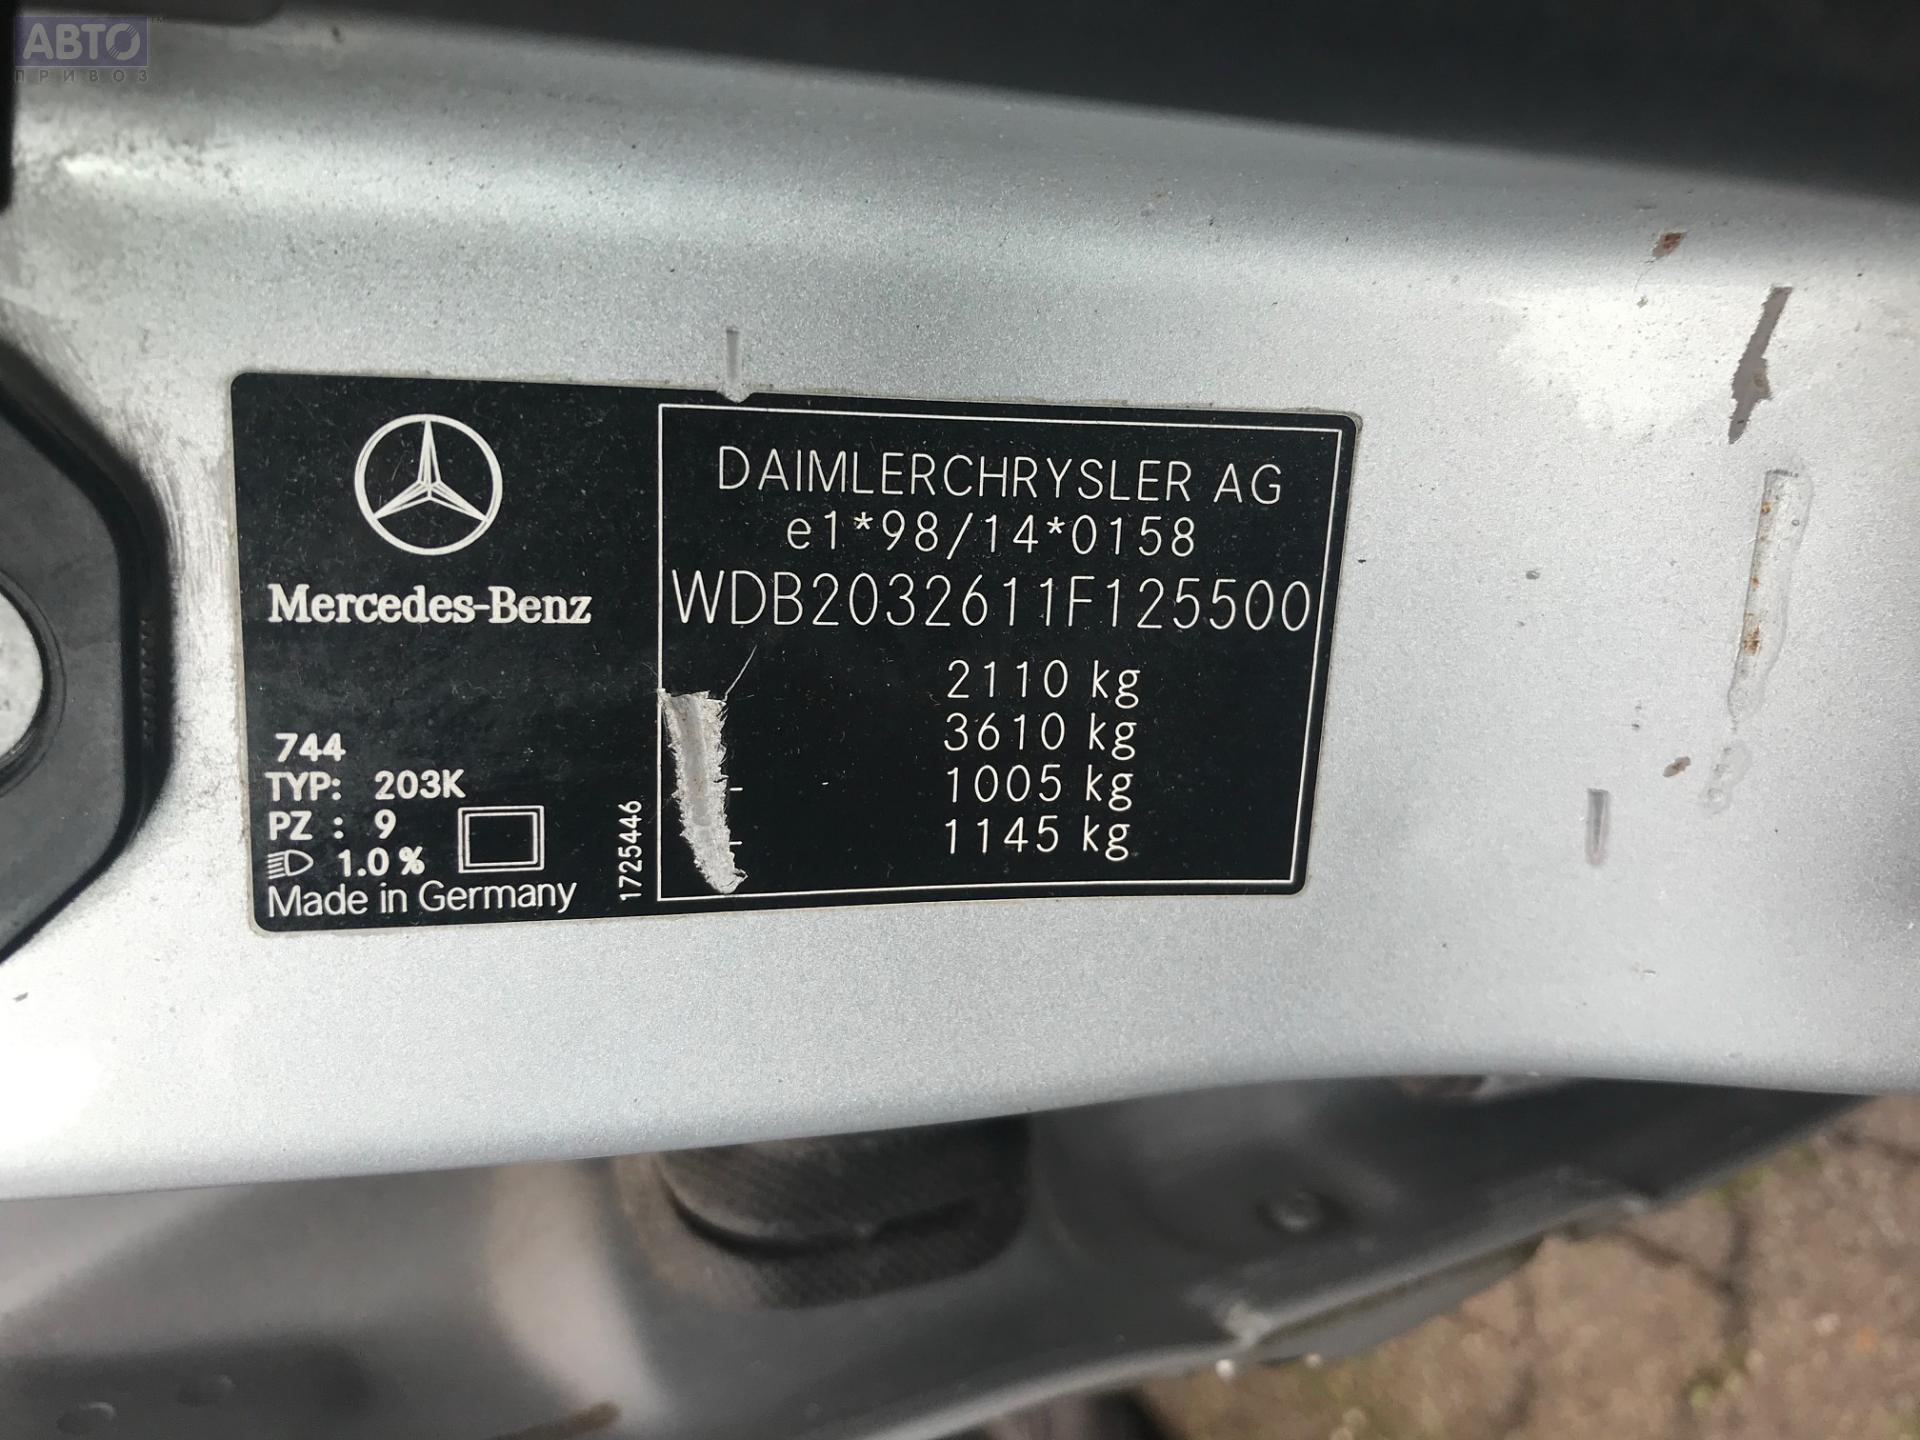 АВТО
ПРИВОЗ
Mercedes-Benz
744
TYP: 203K
PZ : 9
1.0 %
Made in Germany
1725446
DAIMLERCHRYSLER AG
e1*98/14*0158
WDB2032611F125500
2110 kg
3610 kg
- 1005 kg
- 1145 kg